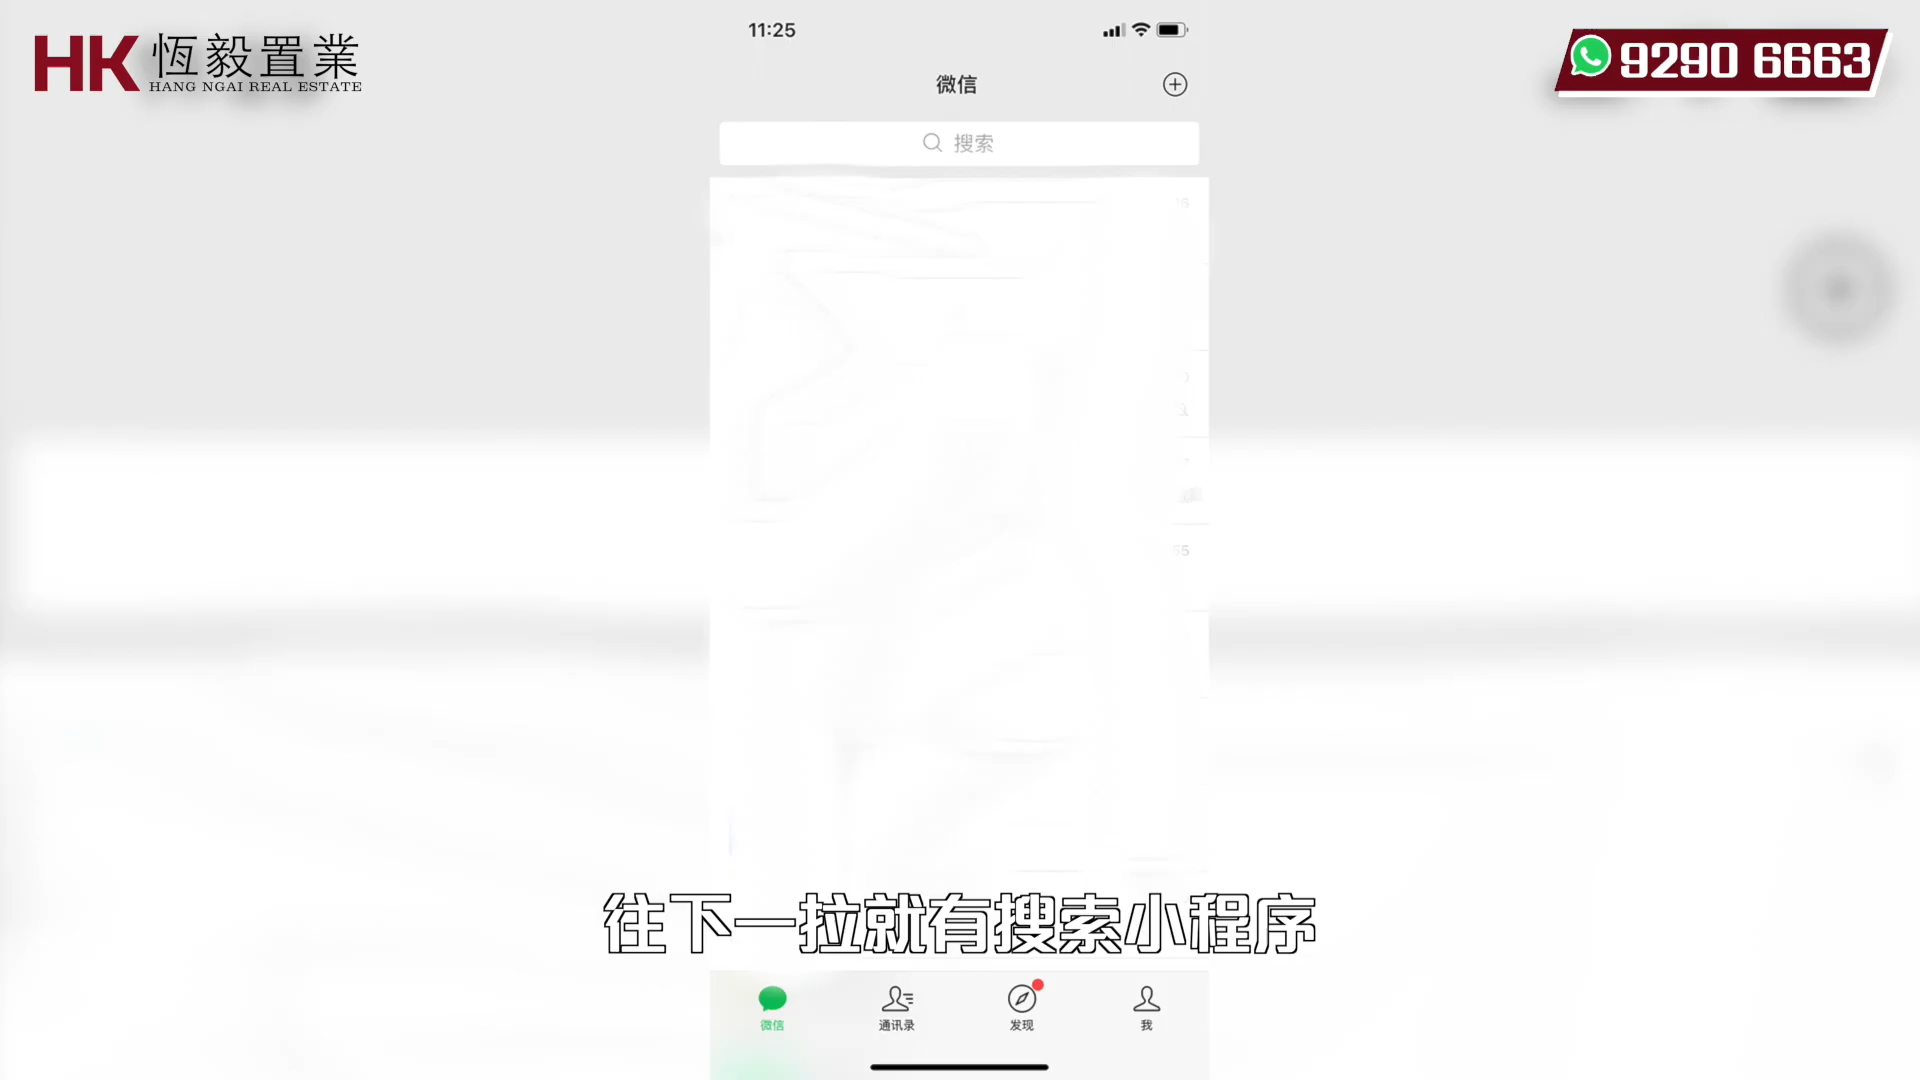 HK 恆毅置業
HANG NGAI REAL ESTATE
11:25
9290 6663
微信
搜索
往下一拉就有搜索小程序
微信
通讯录
发现
我